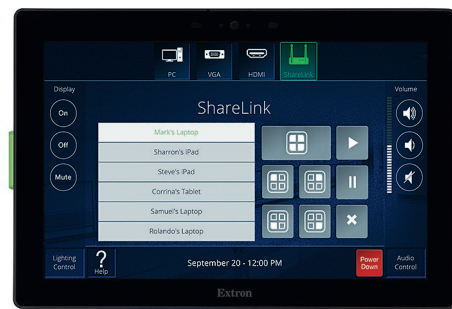 PC
VGA
HDMI
ShareLink
Display
Volume
On
ShareLink
Mark's Laptop
Off
Sharron's iPad
Steve's iPad
Mute
Corrina's Tablet
Samuel's Laptop
Rolando's Laptop
Lighting
Control
?
Help
September 20 - 12:00 PM
Power
Down
Audio
Control
Extron